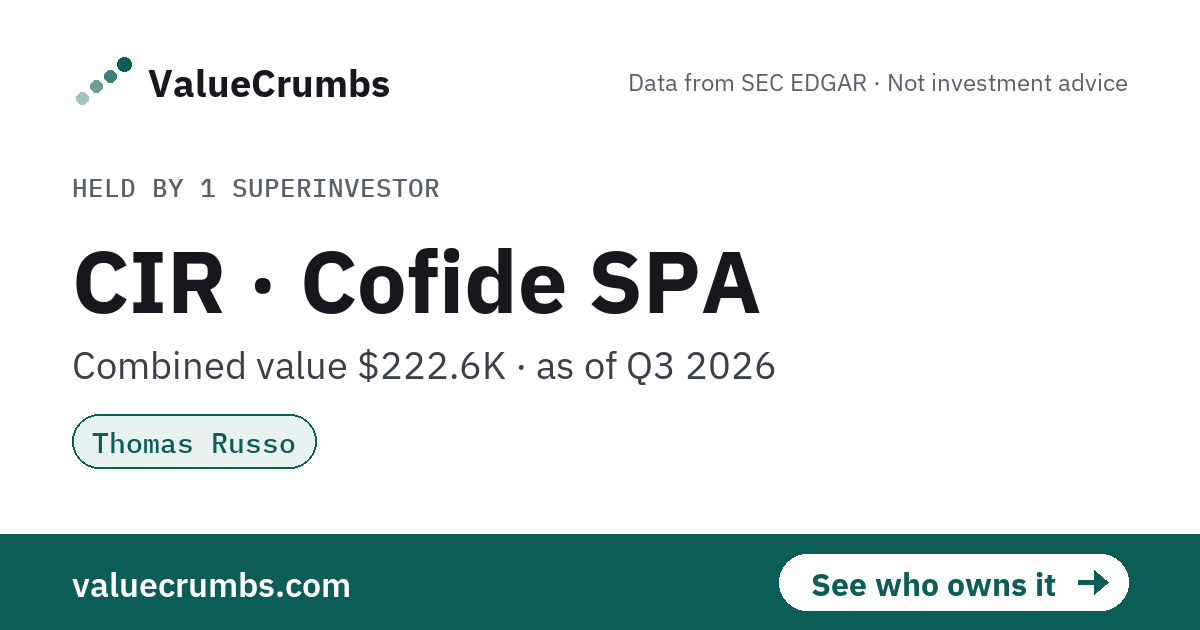 ValueCrumbs
Data from SEC EDGAR · Not investment advice
HELD BY 1 SUPERINVESTOR
CIR · Cofide SPA
Combined value $222.6K · as of Q3 2026
Thomas Russo
valuecrumbs.com
See who owns it →